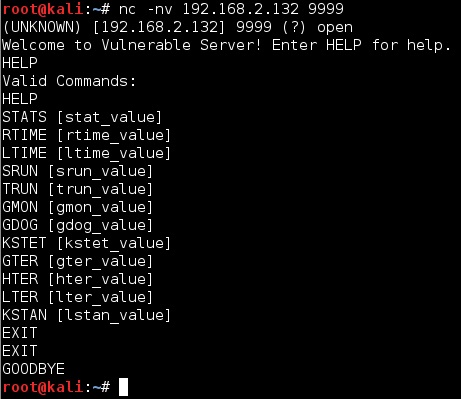 root@kali:~# nc -nv 192.168.2.132 9999
(UNKNOWN) [192.168.2.132] 9999 (?) open
Welcome to Vulnerable Server! Enter HELP for help.
HELP
Valid Commands:
HELP
STATS [stat_value]
RTIME [rtime_value]
LTIME [ltime_value]
SRUN [srun_value]
TRUN [trun_value]
GMON [gmon_value]
GDOG [gdog_value]
KSTET [kstet_value]
GTER [gter_value]
HTER [hter_value]
LTER [lter_value]
KSTAN [lstan_value]
EXIT
EXIT
GOODBYE
root@kali:~#